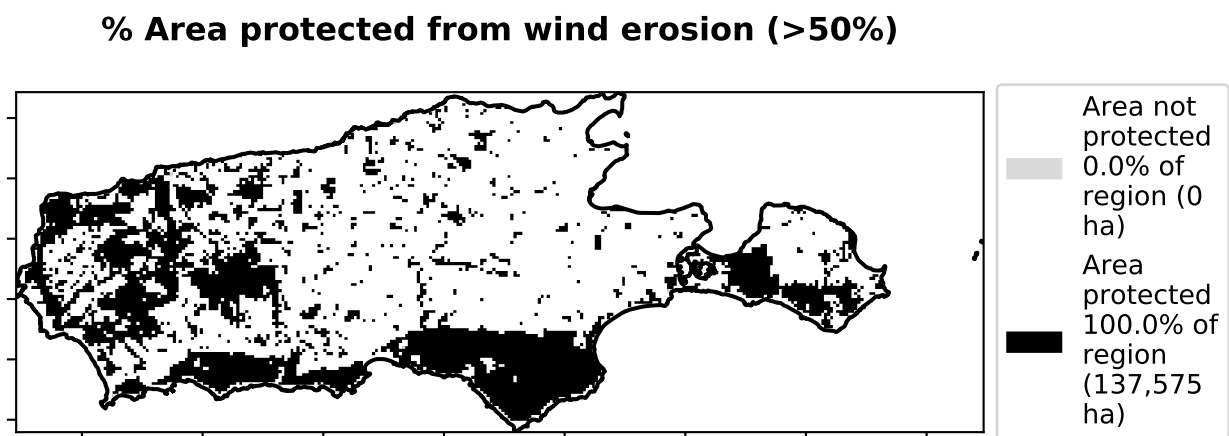 % Area protected from wind erosion (>50%)
Area not
protected
0.0% of
region (0
ha)
Area
protected
100.0% of
region
(137,575
ha)